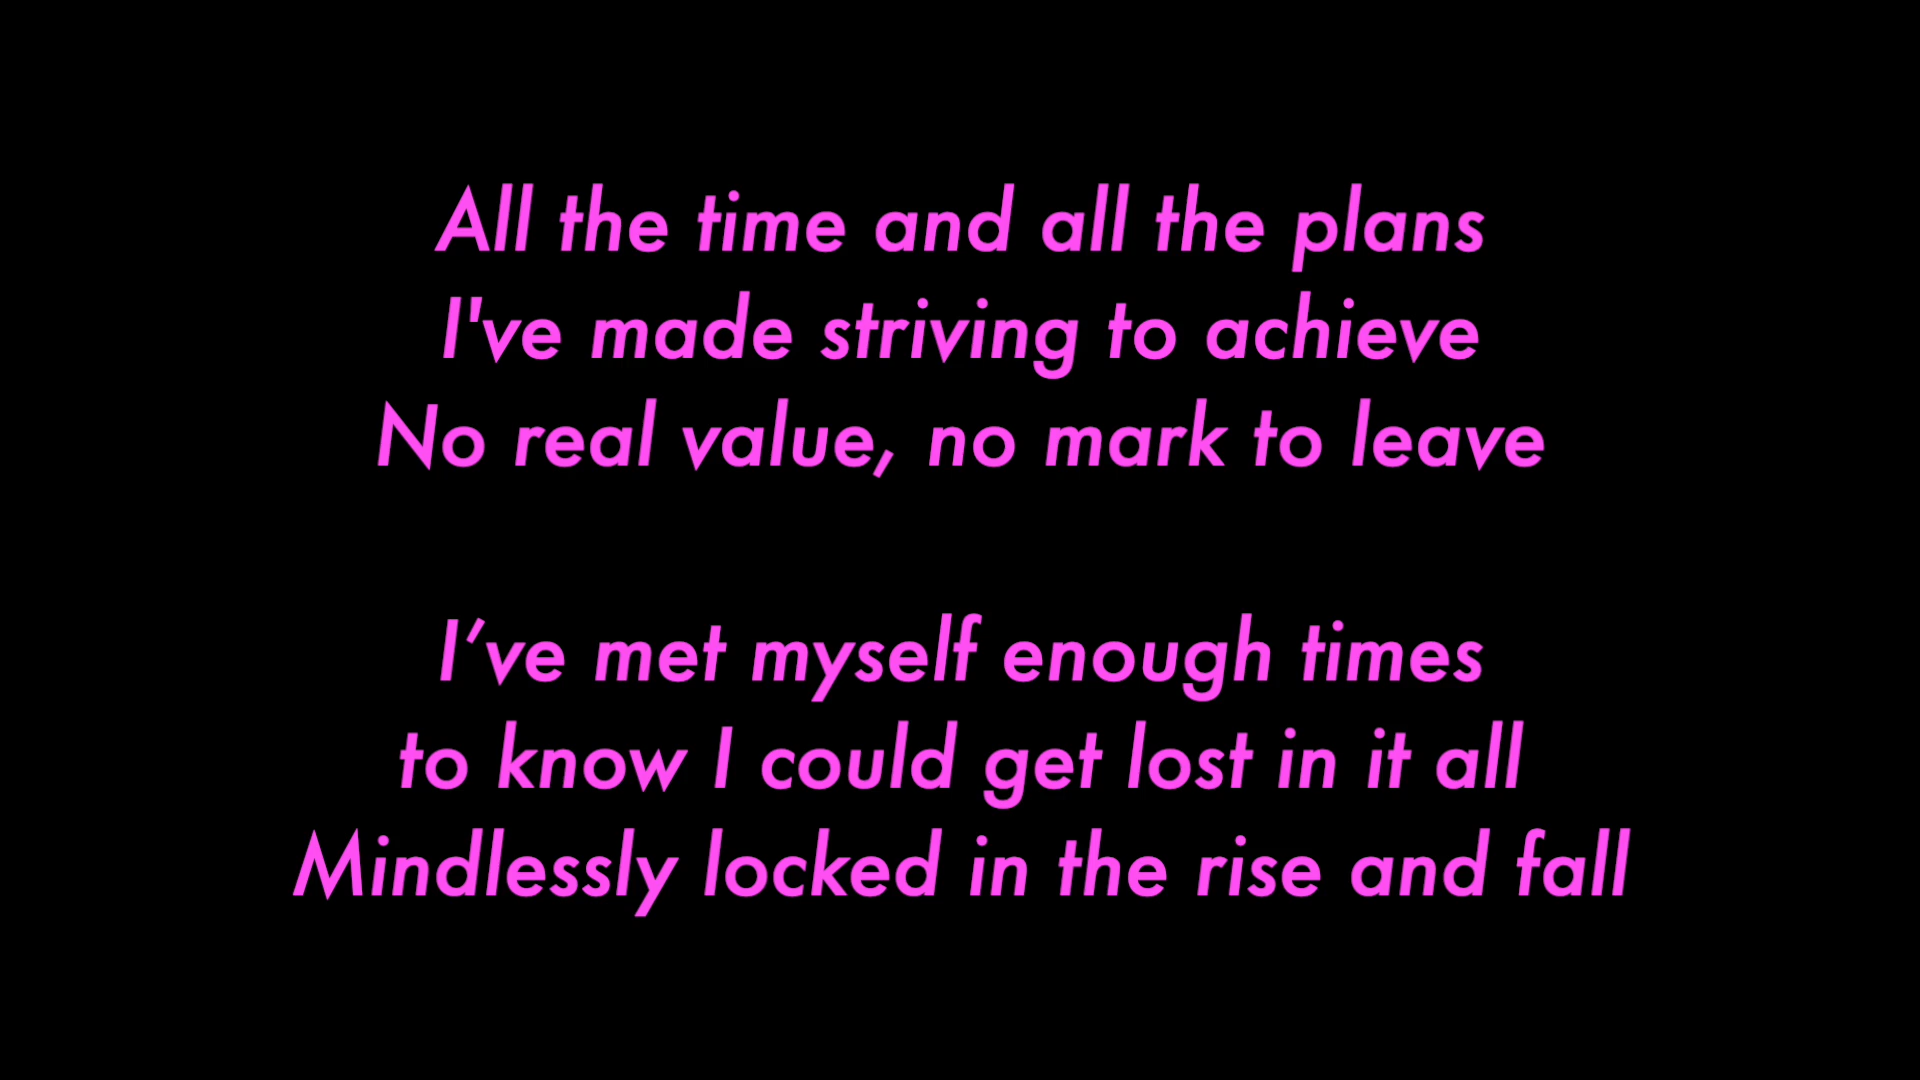 All the time and all the plans
I've made striving to achieve
No real value, no mark to leave
I’ve met myself enough times
to know I could get lost in it all
Mindlessly locked in the rise and fall